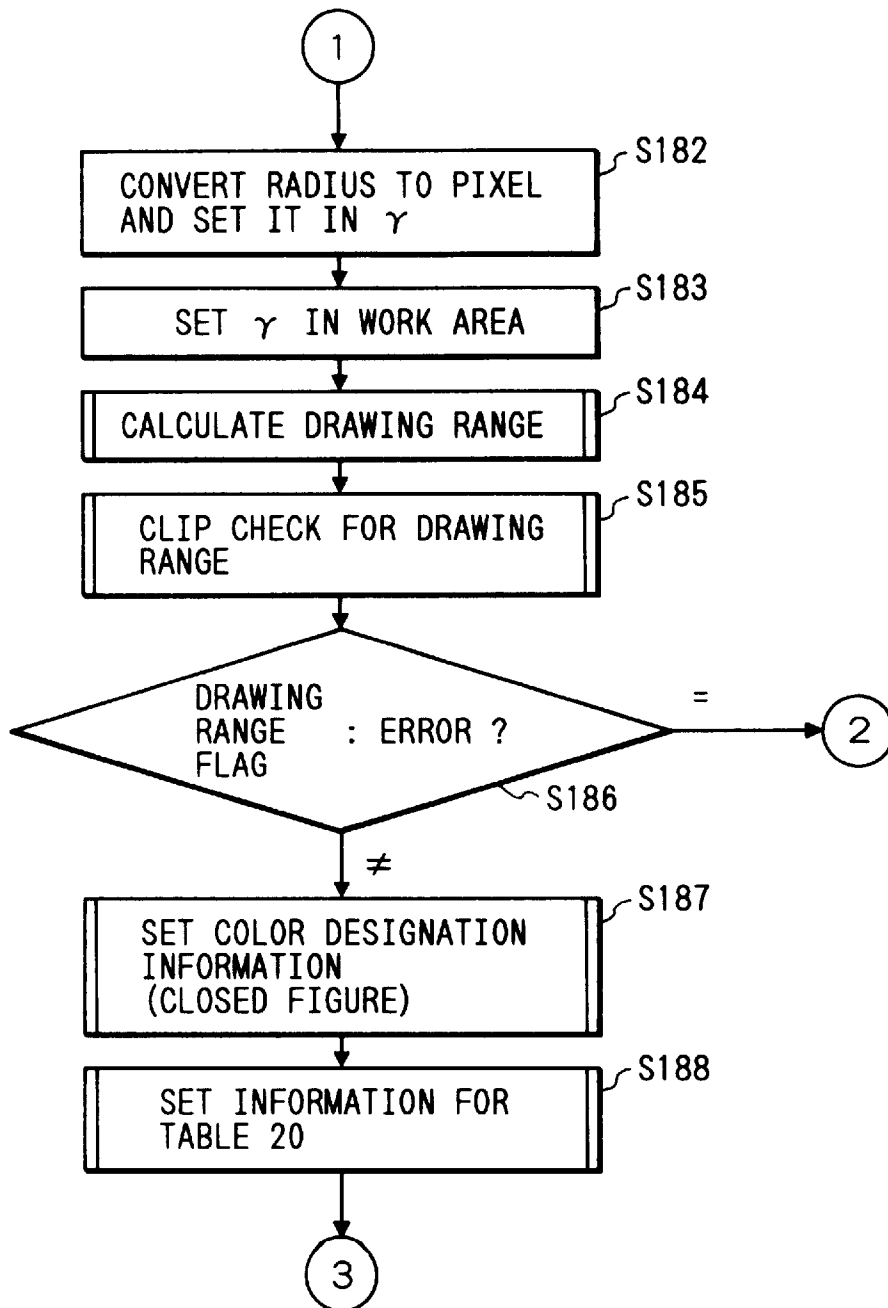 1
S182
CONVERT RADIUS TO PIXEL
AND SET IT IN γ
S183
SET γ IN WORK AREA
S184
CALCULATE DRAWING RANGE
S185
CLIP CHECK FOR DRAWING
RANGE
DRAWING
RANGE : ERROR ?
FLAG
=
2
S186
≠
S187
SET COLOR DESIGNATION
INFORMATION
(CLOSED FIGURE)
S188
SET INFORMATION FOR
TABLE 20
3